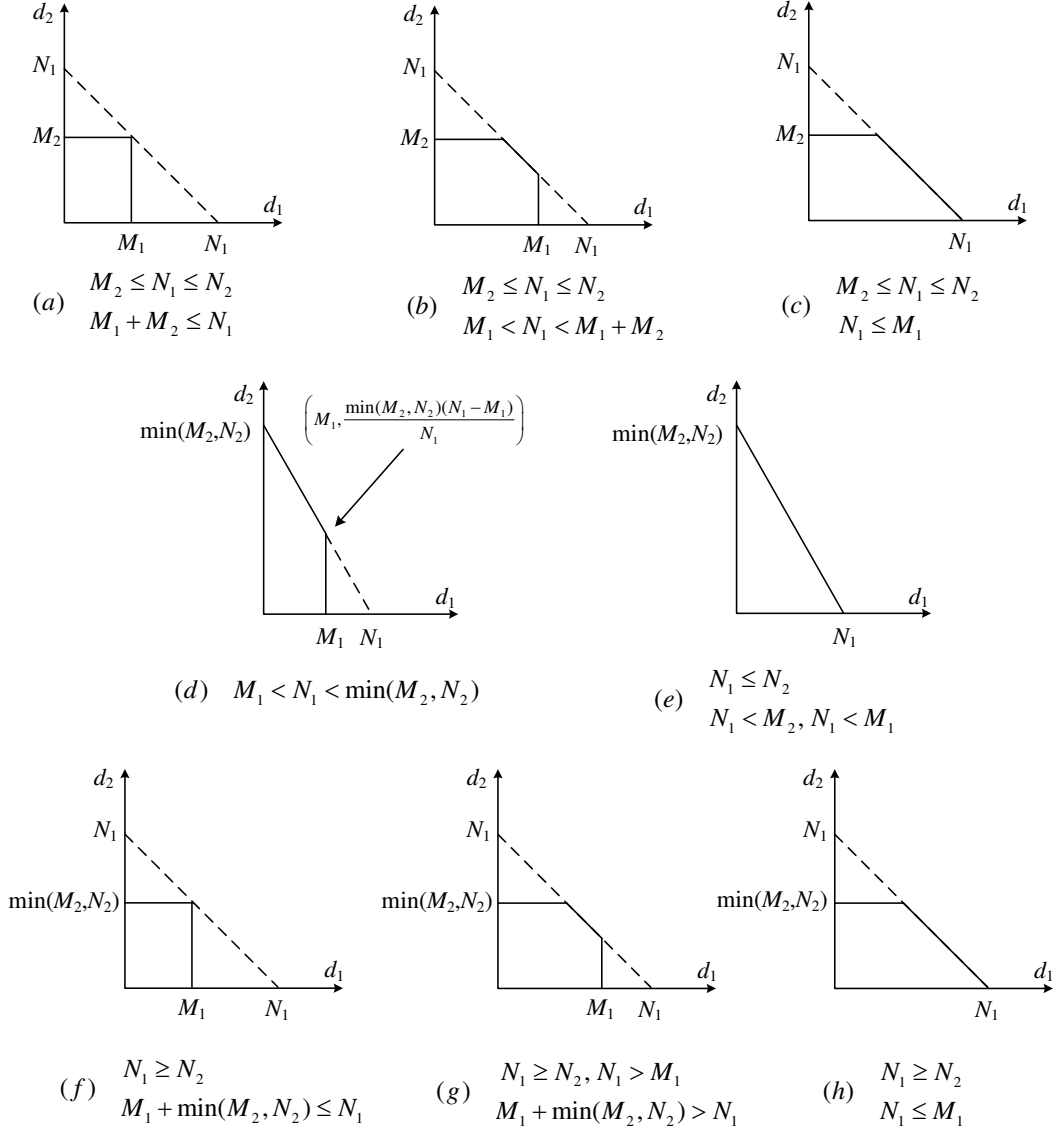 d₂ d₂ d₂
N₁ N₁ N₁
M₂ M₂ M₂
d₁ d₁ d₁
M₁ N₁ M₁ N₁ N₁
(a) M₂ ≤ N₁ ≤ N₂
M₁ + M₂ ≤ N₁
(b) M₂ ≤ N₁ ≤ N₂
M₁ < N₁ < M₁ + M₂
(c) M₂ ≤ N₁ ≤ N₂
N₁ ≤ M₁
d₂ d₂
(M₁, min(M₂, N₂)(N₁ − M₁) / N₁)
min(M₂,N₂) min(M₂,N₂)
d₁ d₁
M₁ N₁ N₁
(d) M₁ < N₁ < min(M₂, N₂)
(e) N₁ ≤ N₂
N₁ < M₂, N₁ < M₁
d₂ d₂ d₂
N₁ N₁ N₁
min(M₂,N₂) min(M₂,N₂) min(M₂,N₂)
d₁ d₁ d₁
M₁ N₁ M₁ N₁ N₁
(f) N₁ ≥ N₂
M₁ + min(M₂, N₂) ≤ N₁
(g) N₁ ≥ N₂, N₁ > M₁
M₁ + min(M₂, N₂) > N₁
(h) N₁ ≥ N₂
N₁ ≤ M₁